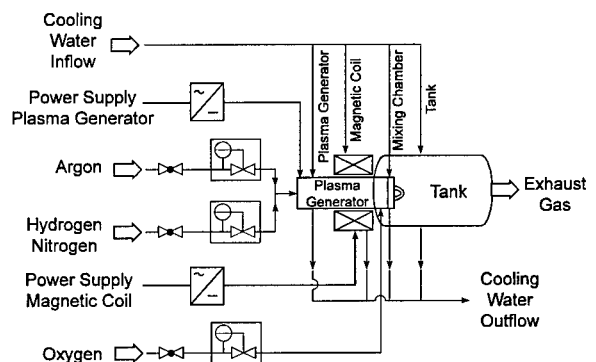 Cooling
Water
Inflow
Plasma Generator
Magnetic Coil
Mixing Chamber
Tank
Power Supply
Plasma Generator
Argon
Plasma
Generator
Tank
Exhaust
Gas
Hydrogen
Nitrogen
Power Supply
Magnetic Coil
Cooling
Water
Outflow
Oxygen